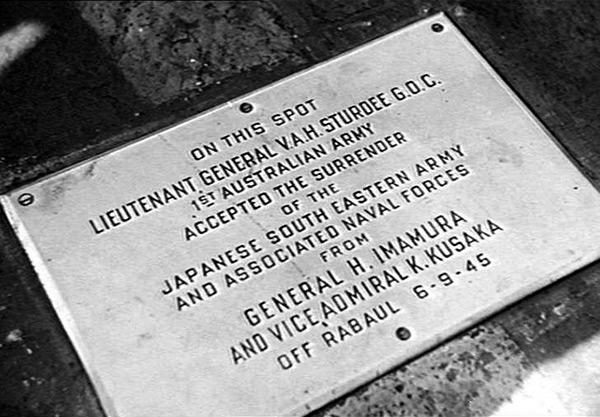 ON THIS SPOT
LIEUTENANT GENERAL V.A.H. STURDEE G.O.C.
1ST AUSTRALIAN ARMY
ACCEPTED THE SURRENDER
OF THE
JAPANESE SOUTH EASTERN ARMY
AND ASSOCIATED NAVAL FORCES
FROM
GENERAL H. IMAMURA
AND VICE ADMIRAL K. KUSAKA
OFF RABAUL 6-9-45